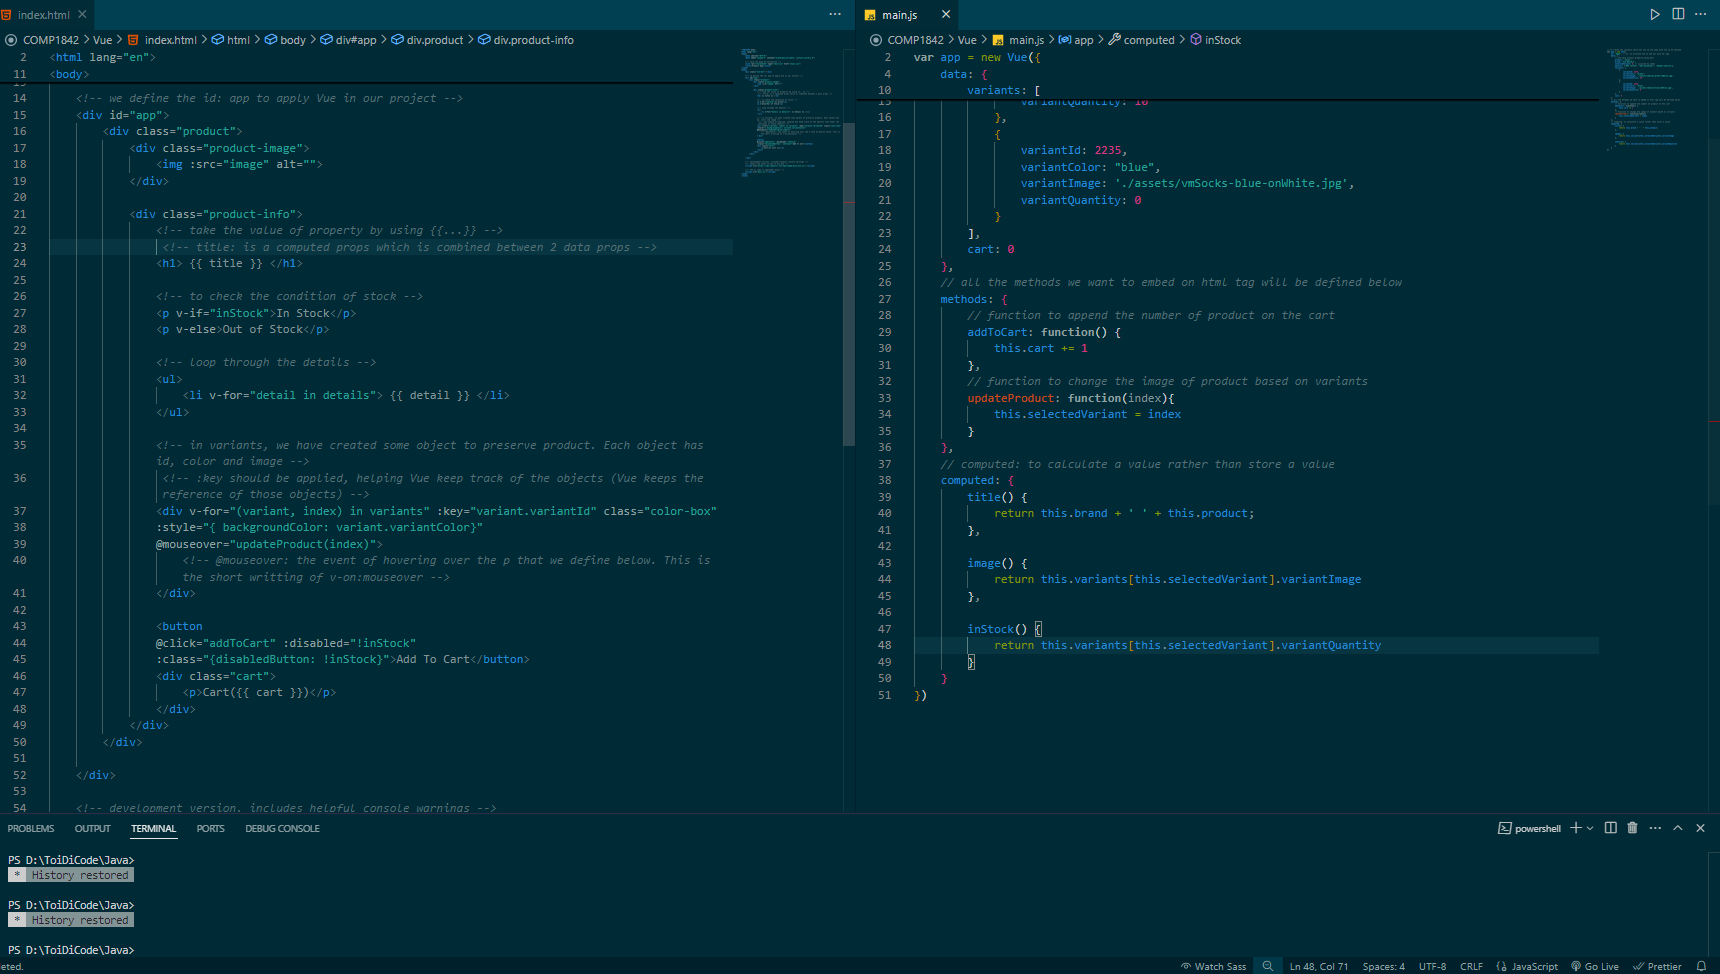 index.html
COMP1842 > Vue > index.html > html > body > div#app > div.product > div.product-info
2 <html lang="en">
11 <body>
14 <!-- we define the id: app to apply Vue in our project -->
15 <div id="app">
16 <div class="product">
17 <div class="product-image">
18 <img :src="image" alt="">
19 </div>
20
21 <div class="product-info">
22 <!-- take the value of property by using {{...}} -->
23 <!-- title: is a computed props which is combined between 2 data props -->
24 <h1> {{ title }} </h1>
25
26 <!-- to check the condition of stock -->
27 <p v-if="inStock">In Stock</p>
28 <p v-else>Out of Stock</p>
29
30 <!-- loop through the details -->
31 <ul>
32 <li v-for="detail in details"> {{ detail }} </li>
33 </ul>
34
35 <!-- in variants, we have created some object to preserve product. Each object has
id, color and image -->
36 <!-- :key should be applied, helping Vue keep track of the objects (Vue keeps the
reference of those objects) -->
37 <div v-for="(variant, index) in variants" :key="variant.variantId" class="color-box"
38 :style="{ backgroundColor: variant.variantColor}"
39 @mouseover="updateProduct(index)">
40 <!-- @mouseover: the event of hovering over the p that we define below. This is
the short writting of v-on:mouseover -->
41 </div>
42
43 <button
44 @click="addToCart" :disabled="!inStock"
45 :class="{disabledButton: !inStock}">Add To Cart</button>
46 <div class="cart">
47 <p>Cart({{ cart }})</p>
48 </div>
49 </div>
50 </div>
51
52 </div>
53
54 <!-- development version, includes helpful console warnings -->
main.js
COMP1842 > Vue > main.js > app > computed > inStock
2 var app = new Vue({
4 data: {
10 variants: [
15 variantQuantity: 10
16 },
17 {
18 variantId: 2235,
19 variantColor: "blue",
20 variantImage: './assets/vmSocks-blue-onWhite.jpg',
21 variantQuantity: 0
22 }
23 ],
24 cart: 0
25 },
26 // all the methods we want to embed on html tag will be defined below
27 methods: {
28 // function to append the number of product on the cart
29 addToCart: function() {
30 this.cart += 1
31 },
32 // function to change the image of product based on variants
33 updateProduct: function(index){
34 this.selectedVariant = index
35 }
36 },
37 // computed: to calculate a value rather than store a value
38 computed: {
39 title() {
40 return this.brand + ' ' + this.product;
41 },
42
43 image() {
44 return this.variants[this.selectedVariant].variantImage
45 },
46
47 inStock() {
48 return this.variants[this.selectedVariant].variantQuantity
49 }
50 }
51 })
PROBLEMS OUTPUT TERMINAL PORTS DEBUG CONSOLE
powershell
PS D:\ToiDiCode\Java>
* History restored
PS D:\ToiDiCode\Java>
* History restored
PS D:\ToiDiCode\Java>
eted.
Watch Sass Ln 48, Col 71 Spaces: 4 UTF-8 CRLF JavaScript Go Live Prettier